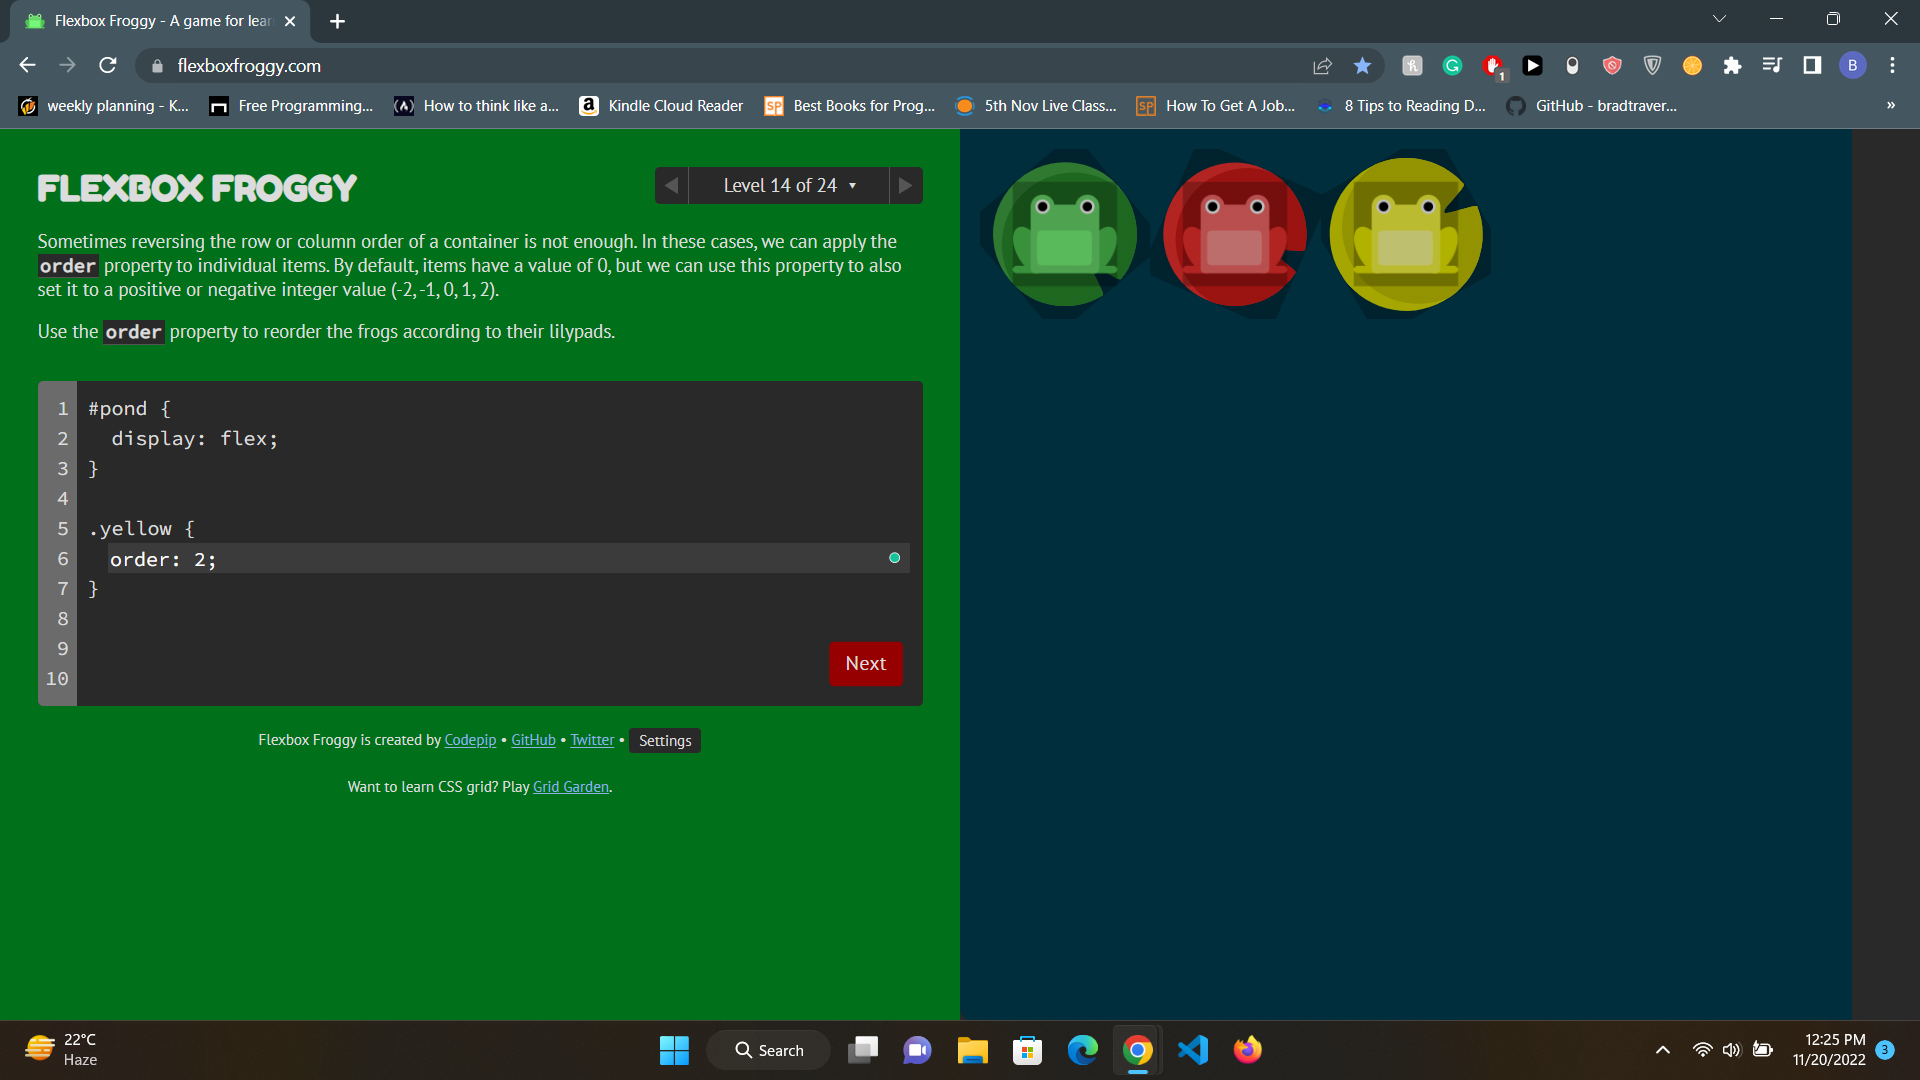 Flexbox Froggy - A game for lear
flexboxfroggy.com
1
B
weekly planning - K...
Free Programming...
How to think like a...
Kindle Cloud Reader
SP
Best Books for Prog...
5th Nov Live Class...
SP
How To Get A Job...
8 Tips to Reading D...
GitHub - bradtraver...
»
FLEXBOX FROGGY
Level 14 of 24
Sometimes reversing the row or column order of a container is not enough. In these cases, we can apply the
order property to individual items. By default, items have a value of 0, but we can use this property to also
set it to a positive or negative integer value (-2, -1, 0, 1, 2).
Use the order property to reorder the frogs according to their lilypads.
1 #pond {
2 display: flex;
3 }
4
5 .yellow {
6 order: 2;
7 }
8
9
10
Next
Flexbox Froggy is created by Codepip • GitHub • Twitter • Settings
Want to learn CSS grid? Play Grid Garden.
22°C
Haze
Search
12:25 PM
11/20/2022
3